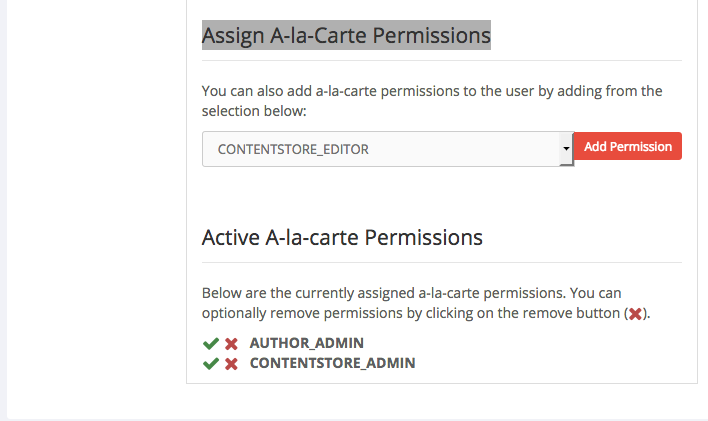 Assign A-la-Carte Permissions
You can also add a-la-carte permissions to the user by adding from the
selection below:
CONTENTSTORE_EDITOR
Add Permission
Active A-la-carte Permissions
Below are the currently assigned a-la-carte permissions. You can
optionally remove permissions by clicking on the remove button (✖).
AUTHOR_ADMIN
CONTENTSTORE_ADMIN